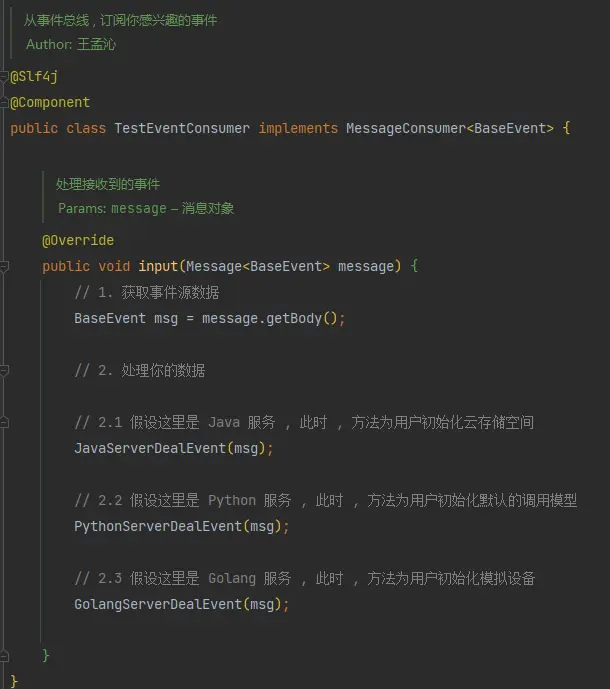 从事件总线 , 订阅你感兴趣的事件
Author: 王孟沁
@Slf4j
@Component
public class TestEventConsumer implements MessageConsumer<BaseEvent> {
处理接收到的事件
Params: message – 消息对象
@Override
public void input(Message<BaseEvent> message) {
// 1. 获取事件源数据
BaseEvent msg = message.getBody();
// 2. 处理你的数据
// 2.1 假设这里是 Java 服务 , 此时 , 方法为用户初始化云存储空间
JavaServerDealEvent(msg);
// 2.2 假设这里是 Python 服务 , 此时 , 方法为用户初始化默认的调用模型
PythonServerDealEvent(msg);
// 2.3 假设这里是 Golang 服务 , 此时 , 方法为用户初始化模拟设备
GolangServerDealEvent(msg);
}
}